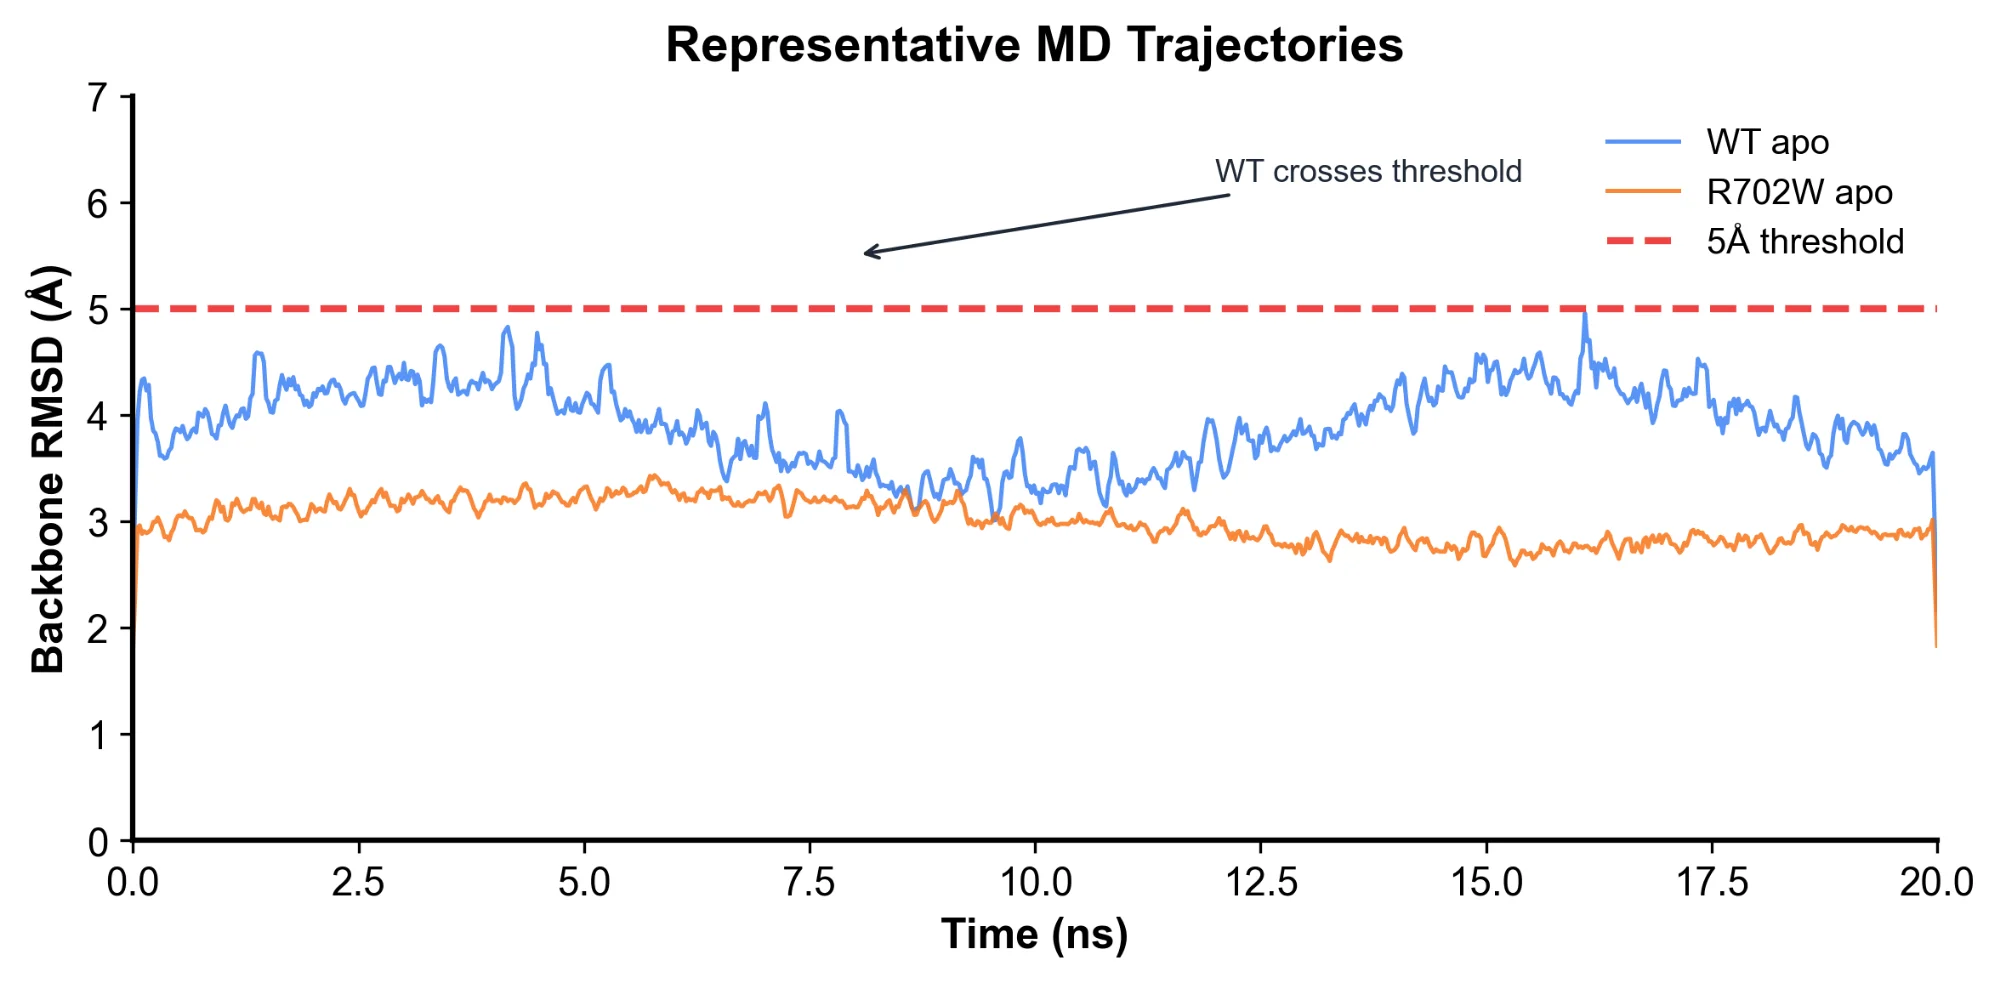 Representative MD Trajectories
Backbone RMSD (Å)
7
6
5
4
3
2
1
0
WT crosses threshold
WT apo
R702W apo
5Å threshold
0.0 2.5 5.0 7.5 10.0 12.5 15.0 17.5 20.0
Time (ns)